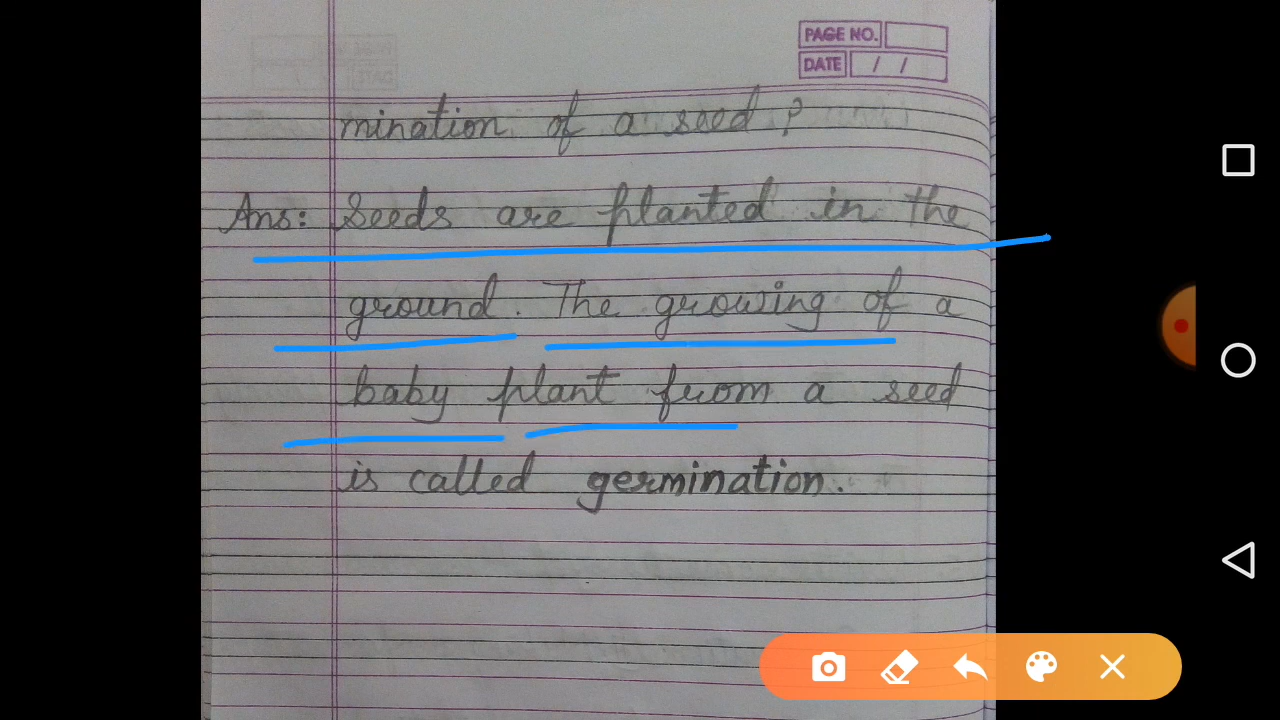 PAGE NO.
DATE / /
mination of a seed?
Ans: Seeds are planted in the
ground. The growing of a
baby plant from a seed
is called germination.